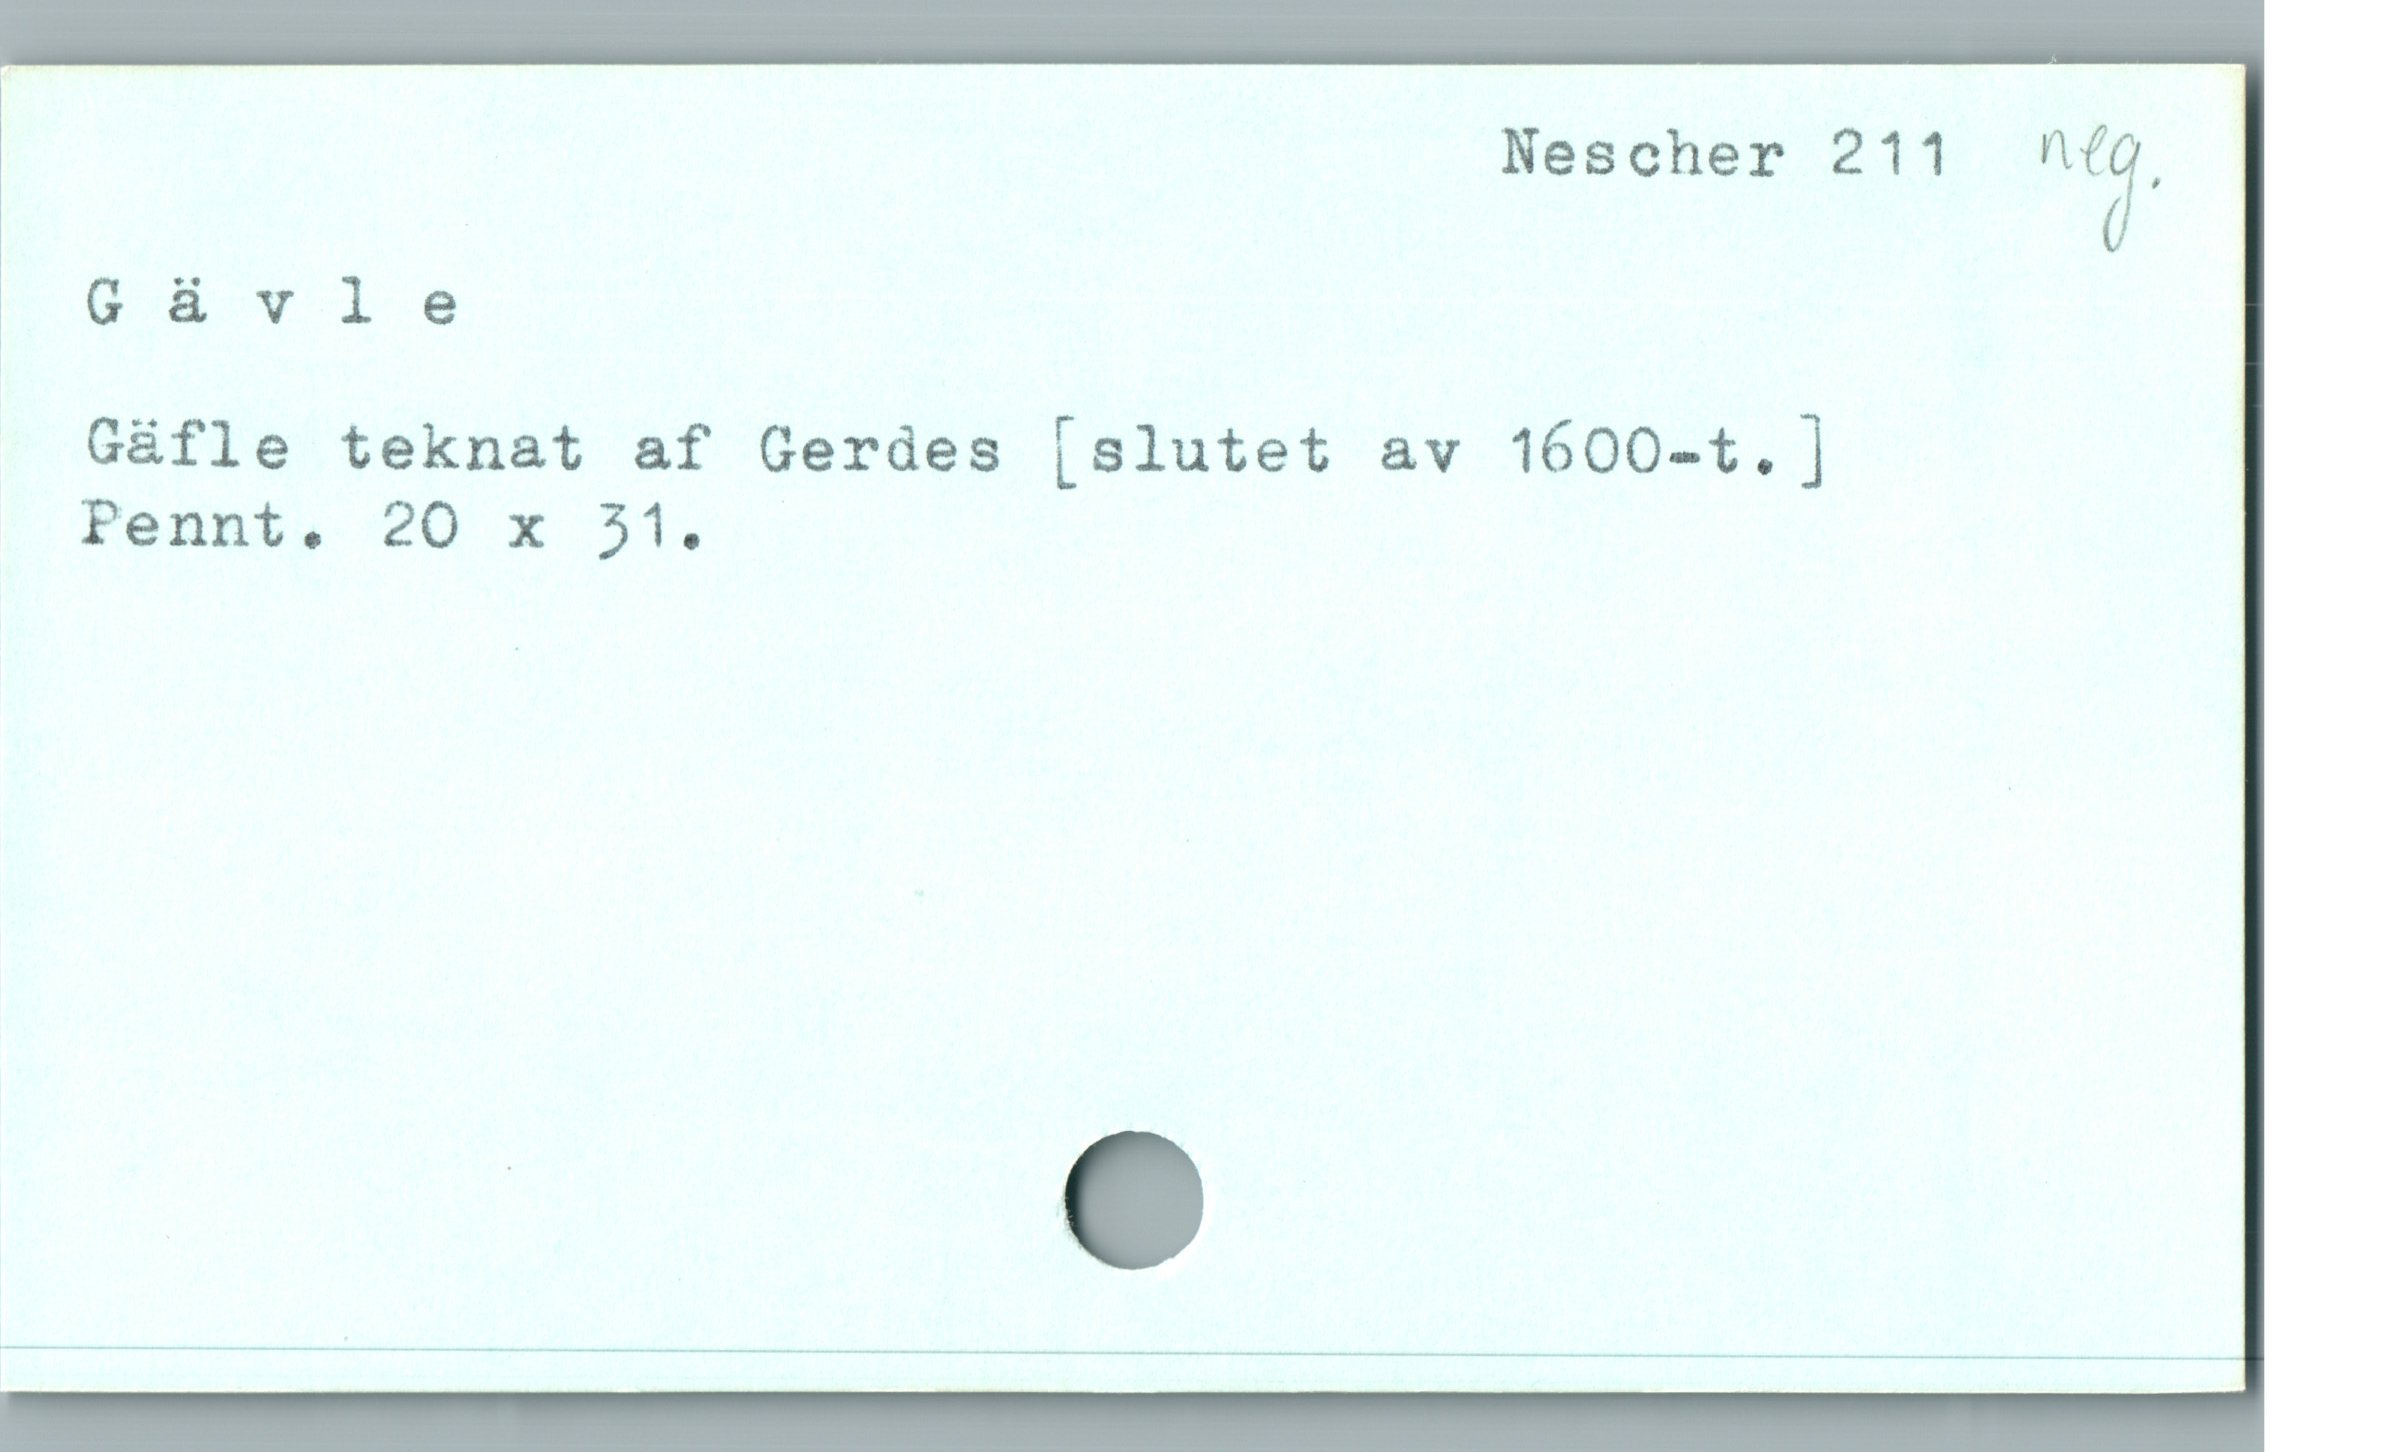 Nescher 211 neg.
G ä v l e
Gäfle teknat af Gerdes [slutet av 1600-t.]
Pennt. 20 x 31.